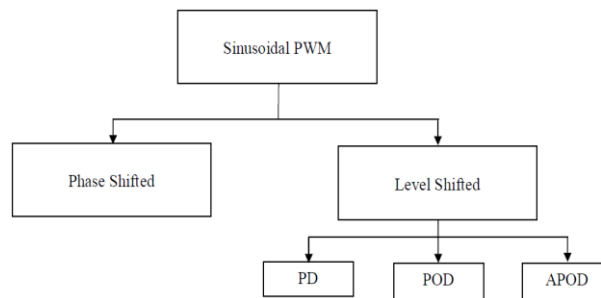 Sinusoidal PWM
Phase Shifted
Level Shifted
PD
POD
APOD